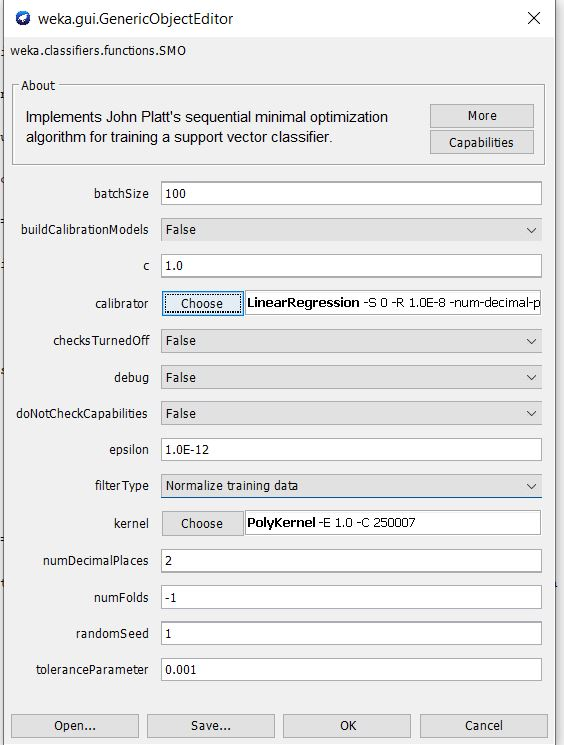 weka.gui.GenericObjectEditor
weka.classifiers.functions.SMO
About
Implements John Platt's sequential minimal optimization
algorithm for training a support vector classifier.
More
Capabilities
batchSize 100
buildCalibrationModels False
c 1.0
calibrator Choose LinearRegression -S 0 -R 1.0E-8 -num-decimal-p
checksTurnedOff False
debug False
doNotCheckCapabilities False
epsilon 1.0E-12
filterType Normalize training data
kernel Choose PolyKernel -E 1.0 -C 250007
numDecimalPlaces 2
numFolds -1
randomSeed 1
toleranceParameter 0.001
Open... Save... OK Cancel